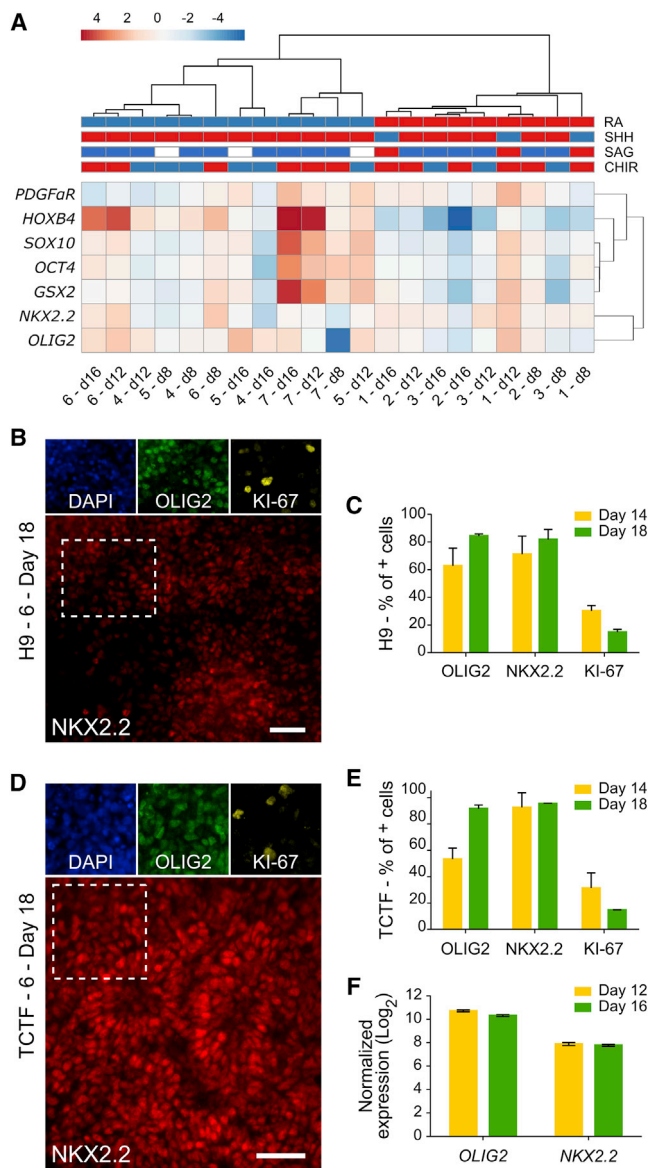 A
4 2 0 -2 -4
RA
SHH
SAG
CHIR
PDGFαR
HOXB4
SOX10
OCT4
GSX2
NKX2.2
OLIG2
6 - d16 6 - d12 4 - d12 5 - d8 4 - d8 6 - d8 5 - d16 4 - d16 7 - d16 7 - d12 7 - d8 5 - d12 1 - d16 2 - d12 3 - d16 2 - d16 3 - d12 1 - d12 2 - d8 3 - d8 1 - d8
B
DAPI OLIG2 KI-67
H9 - 6 - Day 18
NKX2.2
C
Day 14
Day 18
H9 - % of + cells
100
80
60
40
20
0
OLIG2 NKX2.2 KI-67
D
DAPI OLIG2 KI-67
TCTF - 6 - Day 18
NKX2.2
E
Day 14
Day 18
TCTF - % of + cells
100
80
60
40
20
0
OLIG2 NKX2.2 KI-67
F
Day 12
Day 16
Normalized
expression (Log2)
12
10
8
6
4
2
0
OLIG2 NKX2.2